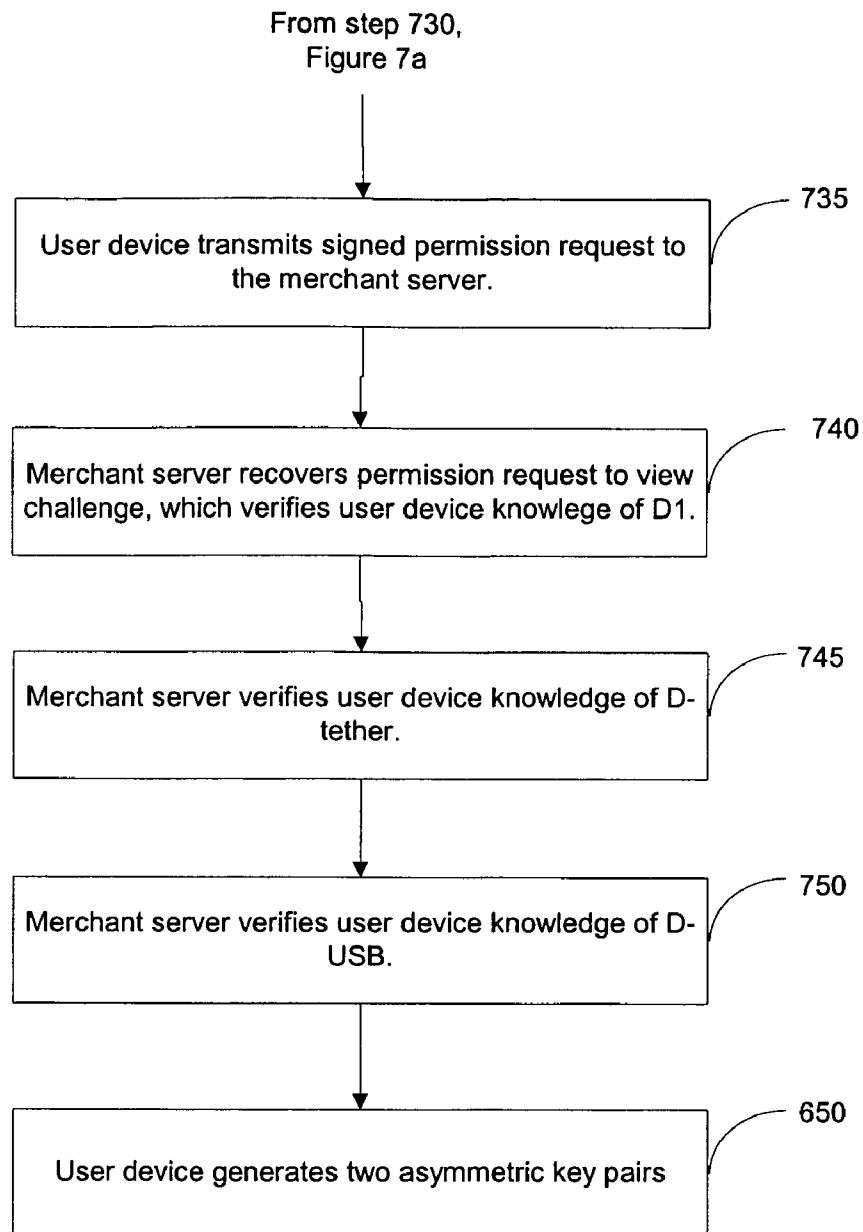 From step 730,
Figure 7a
735
User device transmits signed permission request to
the merchant server.
740
Merchant server recovers permission request to view
challenge, which verifies user device knowlege of D1.
745
Merchant server verifies user device knowledge of D-
tether.
750
Merchant server verifies user device knowledge of D-
USB.
650
User device generates two asymmetric key pairs